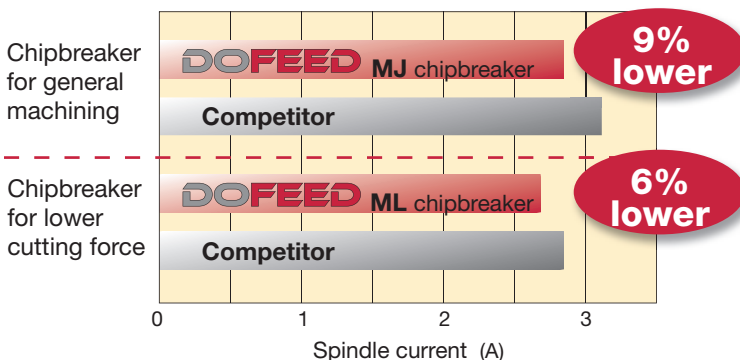 Chipbreaker
for general
machining
DOFEED MJ chipbreaker
Competitor
9%
lower
Chipbreaker
for lower
cutting force
DOFEED ML chipbreaker
Competitor
6%
lower
0 1 2 3
Spindle current (A)